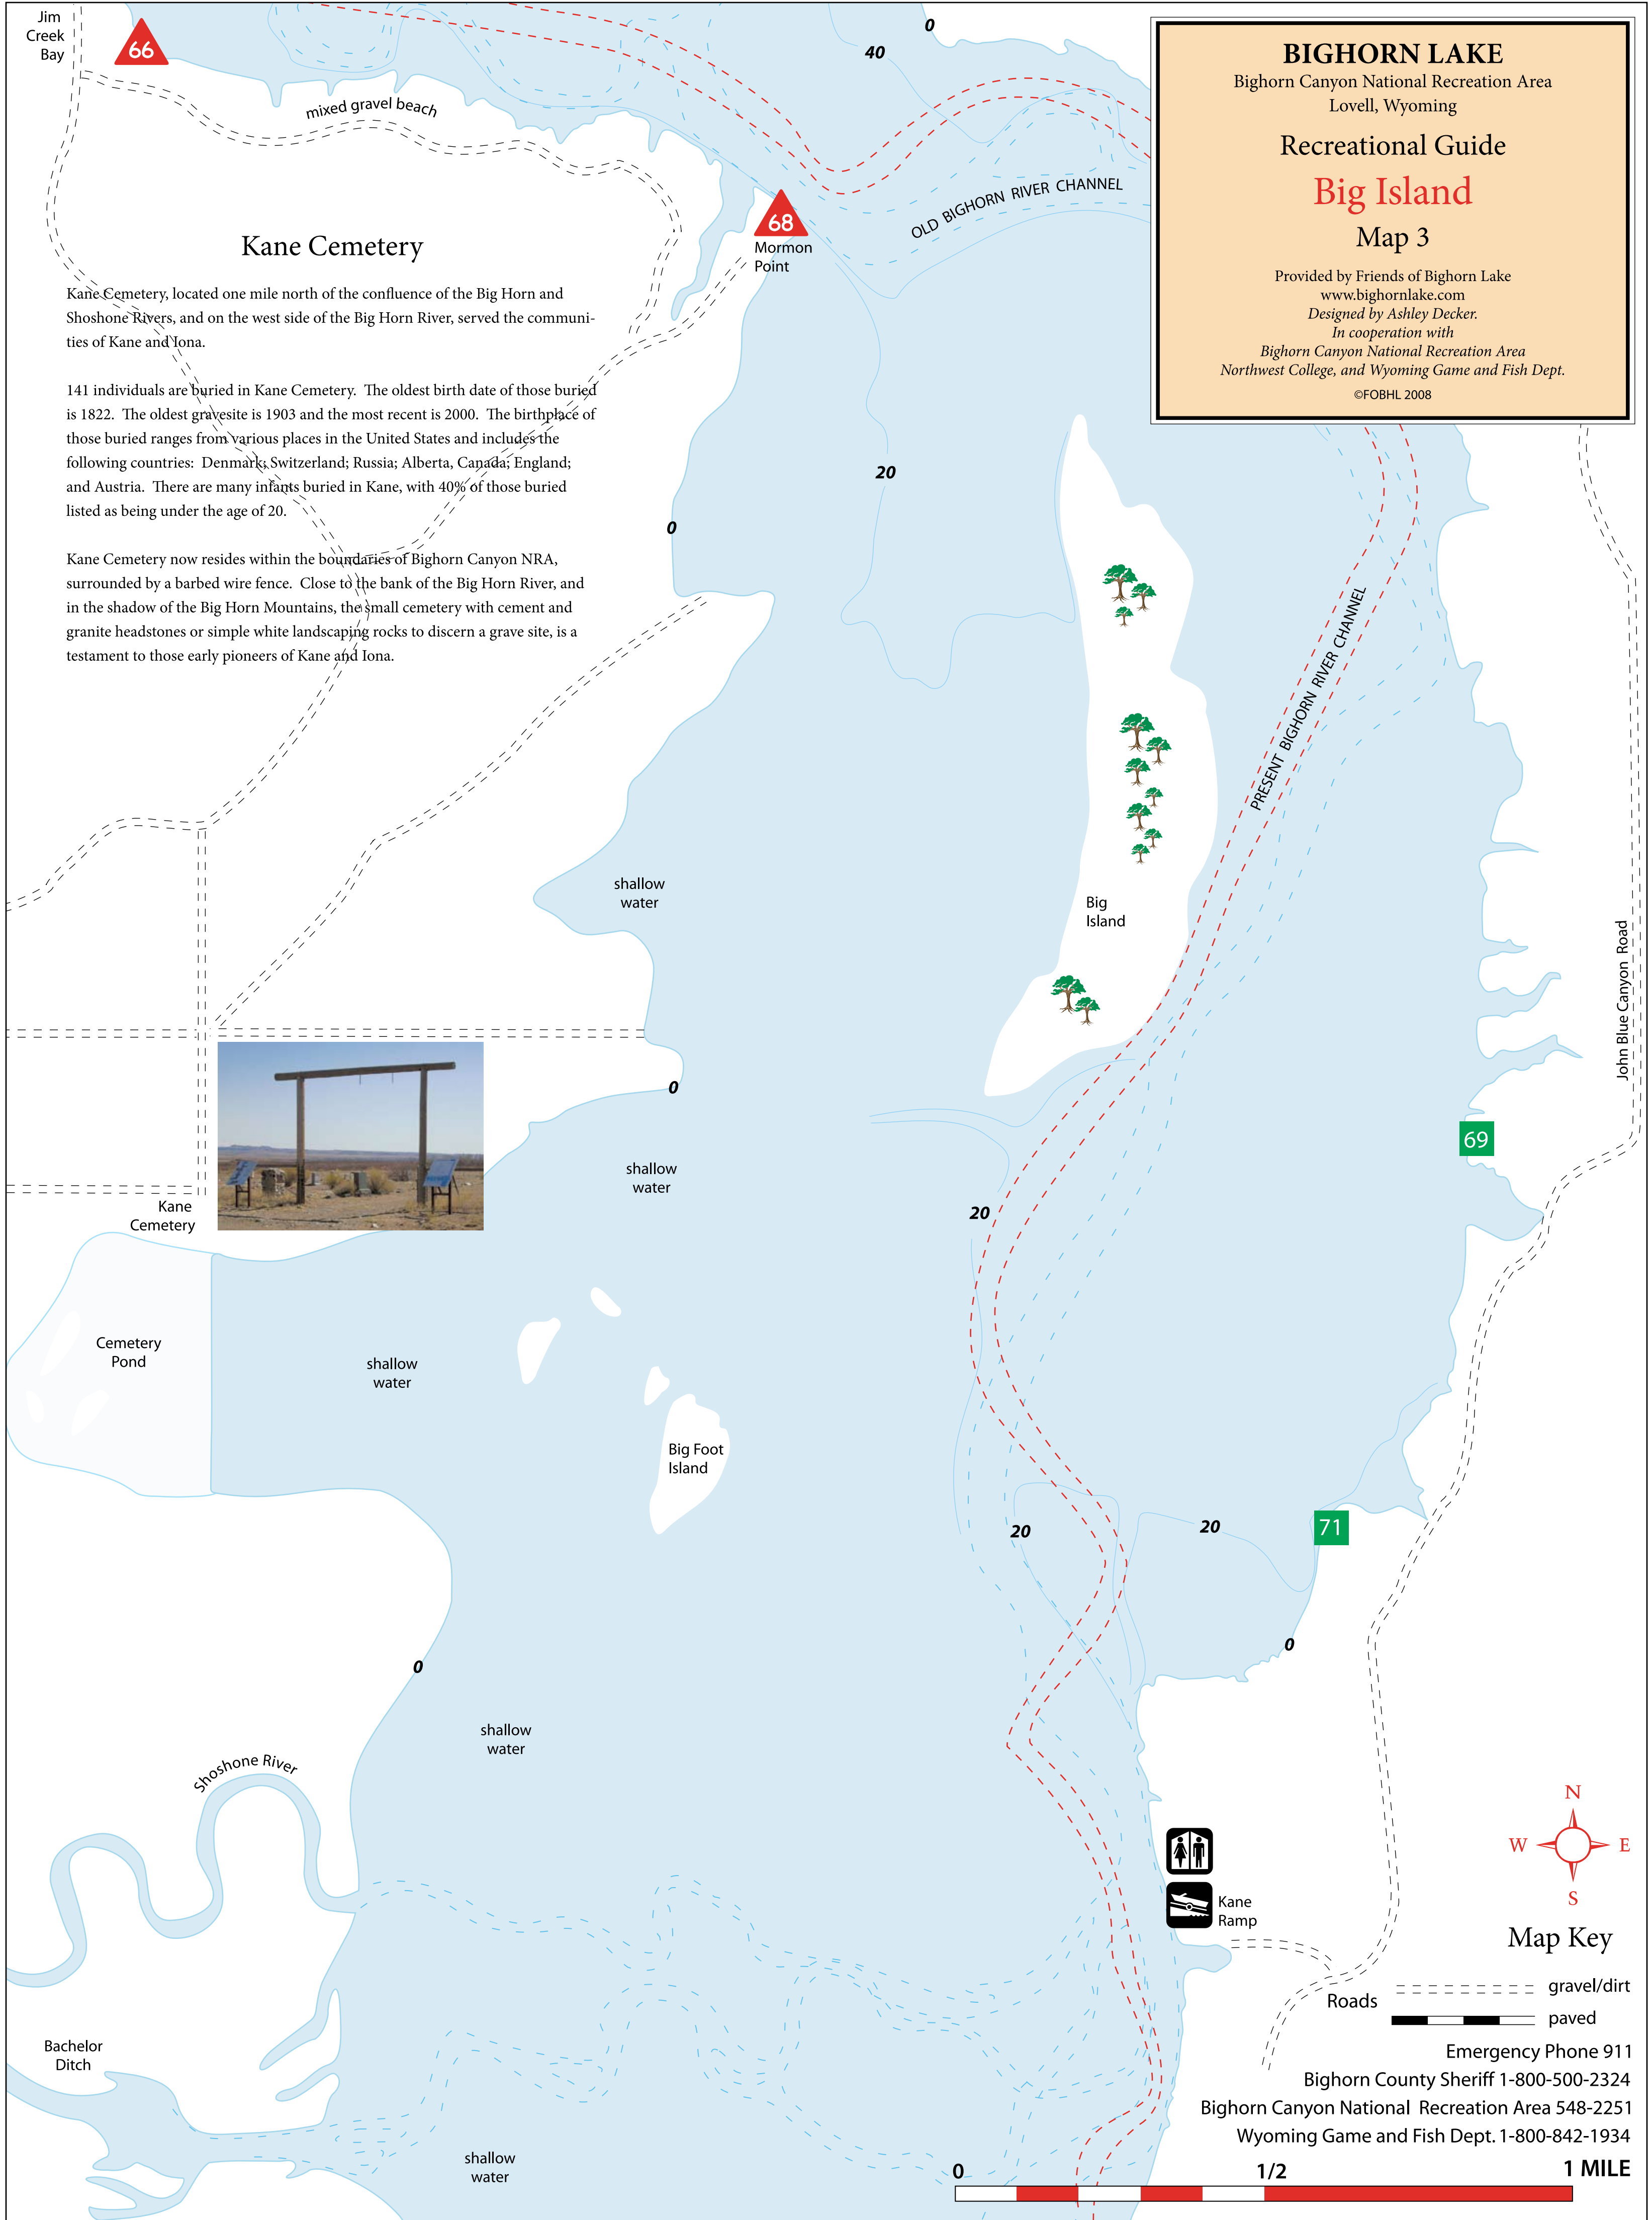 Jim
Creek
Bay
66
mixed gravel beach
0
40
OLD BIGHORN RIVER CHANNEL
68
Mormon
Point
BIGHORN LAKE
Bighorn Canyon National Recreation Area
Lovell, Wyoming
Recreational Guide
Big Island
Map 3
Provided by Friends of Bighorn Lake
www.bighornlake.com
Designed by Ashley Decker.
In cooperation with
Bighorn Canyon National Recreation Area
Northwest College, and Wyoming Game and Fish Dept.
©FOBHL 2008
Kane Cemetery
Kane Cemetery, located one mile north of the confluence of the Big Horn and
Shoshone Rivers, and on the west side of the Big Horn River, served the communi-
ties of Kane and Iona.
141 individuals are buried in Kane Cemetery. The oldest birth date of those buried
is 1822. The oldest gravesite is 1903 and the most recent is 2000. The birthplace of
those buried ranges from various places in the United States and includes the
following countries: Denmark; Switzerland; Russia; Alberta, Canada; England;
and Austria. There are many infants buried in Kane, with 40% of those buried
listed as being under the age of 20.
Kane Cemetery now resides within the boundaries of Bighorn Canyon NRA,
surrounded by a barbed wire fence. Close to the bank of the Big Horn River, and
in the shadow of the Big Horn Mountains, the small cemetery with cement and
granite headstones or simple white landscaping rocks to discern a grave site, is a
testament to those early pioneers of Kane and Iona.
20
0
PRESENT BIGHORN RIVER CHANNEL
shallow
water
Big
Island
John Blue Canyon Road
0
69
shallow
water
20
Kane
Cemetery
Cemetery
Pond
shallow
water
Big Foot
Island
20
20
71
0
0
shallow
water
Shoshone River
N
W
E
S
Kane
Ramp
Map Key
Roads
gravel/dirt
paved
Bachelor
Ditch
Emergency Phone 911
Bighorn County Sheriff 1-800-500-2324
Bighorn Canyon National Recreation Area 548-2251
Wyoming Game and Fish Dept. 1-800-842-1934
shallow
water
0
1/2
1 MILE